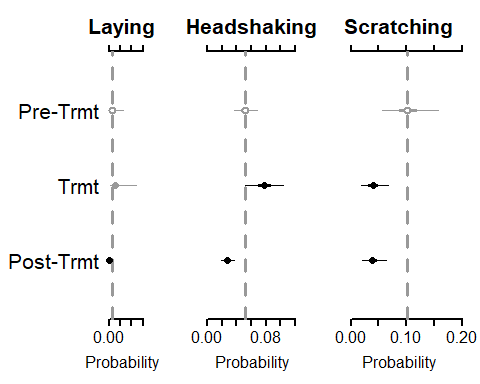 Laying Headshaking Scratching
Pre-Trmt
Trmt
Post-Trmt
0.00 0.00 0.08 0.00 0.10 0.20
Probability Probability Probability